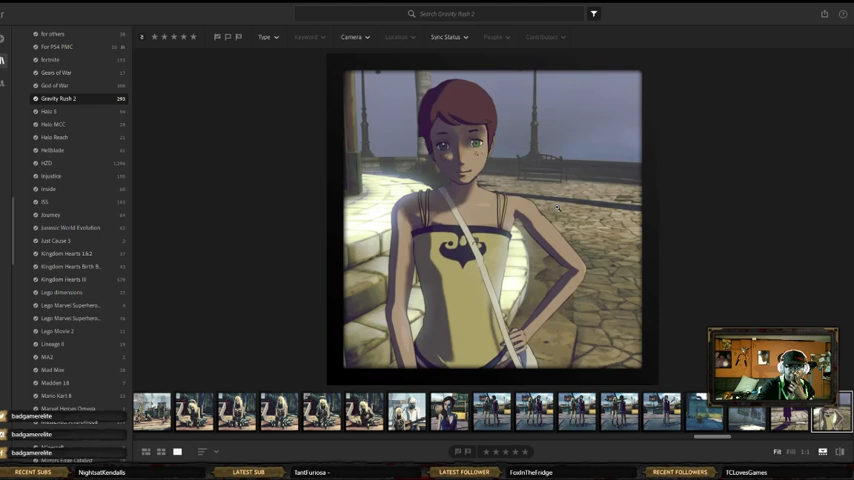 Search Gravity Rush 2
Type
Keyword
Camera
Location
Sync Status
People
Contributors
for others
For PS4 PMC
fortnite
Gears of War
17
God of War
Gravity Rush 2
293
Halo 5
Halo MCC
Halo Reach
Hellblade
HZD
Injustice
Inside
ISS
Journey
Jurassic World Evolution
Just Cause 3
Kingdom Hearts 1&2
Kingdom Hearts Birth B..
Kingdom Hearts III
Lego dimensions
Lego Marvel Superhero..
Lego Marvel Superhero..
Lego Movie 2
Lineage II
MA2
Mad Max
Madden 18
Mario Kart 8
Marvel Heroes Omega
badgamerelite
badgamerelite
badgamerelite
Fit
Fill
1:1
RECENT SUBS
NightsatKendalls
LATEST SUB
TantFuriosa -
LATEST FOLLOWER
FoxInTheFridge
RECENT FOLLOWERS
TCLovesGames